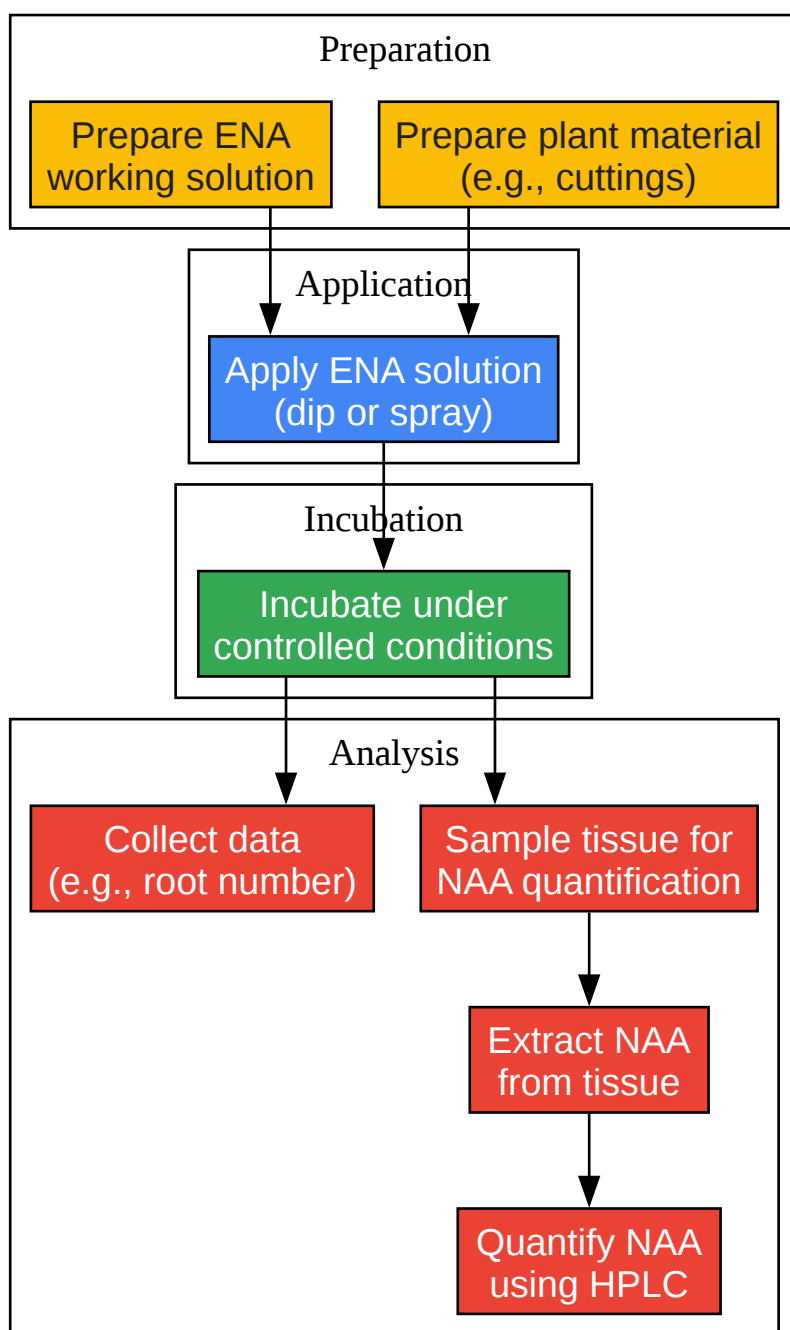 Preparation
Prepare ENA
working solution
Prepare plant material
(e.g., cuttings)
Application
Apply ENA solution
(dip or spray)
Incubation
Incubate under
controlled conditions
Analysis
Collect data
(e.g., root number)
Sample tissue for
NAA quantification
Extract NAA
from tissue
Quantify NAA
using HPLC